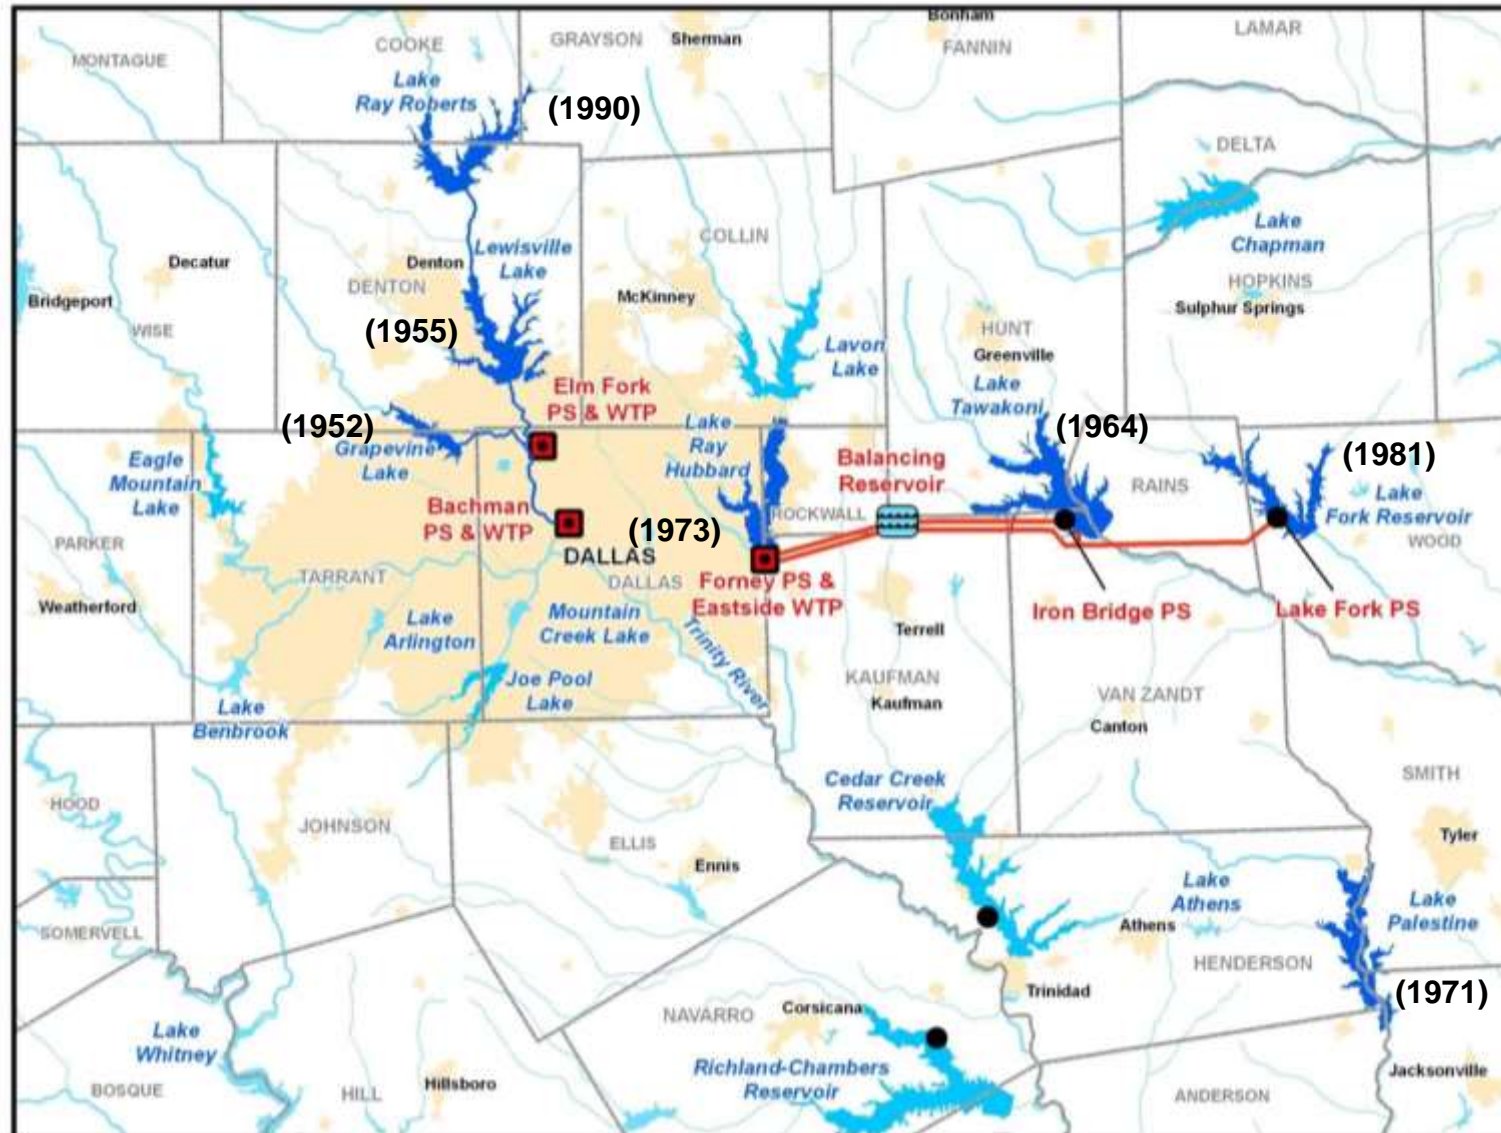 Bonham
LAMAR
COOKE
GRAYSON
Sherman
FANNIN
MONTAGUE
Lake
Ray Roberts
(1990)
DELTA
Lake
Chapman
COLLIN
Lewisville
Lake
Decatur
Denton
DENTON
HOPKINS
Sulphur Springs
Bridgeport
McKinney
WISE
(1955)
HUNT
Greenville
Lavon
Lake
Elm Fork
PS & WTP
Lake
Tawakoni
(1952)
Grapevine
Lake
Lake
Ray
Hubbard
(1964)
Balancing
Reservoir
(1981)
Eagle
Mountain
Lake
RAINS
Lake
Fork Reservoir
WOOD
Bachman
PS & WTP
(1973)
ROCKWALL
PARKER
DALLAS
TARRANT
DALLAS
Forney PS &
Eastside WTP
Weatherford
Lake
Arlington
Mountain
Creek Lake
Iron Bridge PS
Lake Fork PS
Trinity River
Terrell
Joe Pool
Lake
KAUFMAN
Kaufman
VAN ZANDT
Canton
Lake
Benbrook
Cedar Creek
Reservoir
SMITH
HOOD
JOHNSON
ELLIS
Ennis
Tyler
Lake
Athens
Lake
Palestine
SOMERVELL
Athens
HENDERSON
Trinidad
(1971)
NAVARRO
Corsicana
Lake
Whitney
Richland-Chambers
Reservoir
BOSQUE
HILL
Hillsboro
Jacksonville
ANDERSON